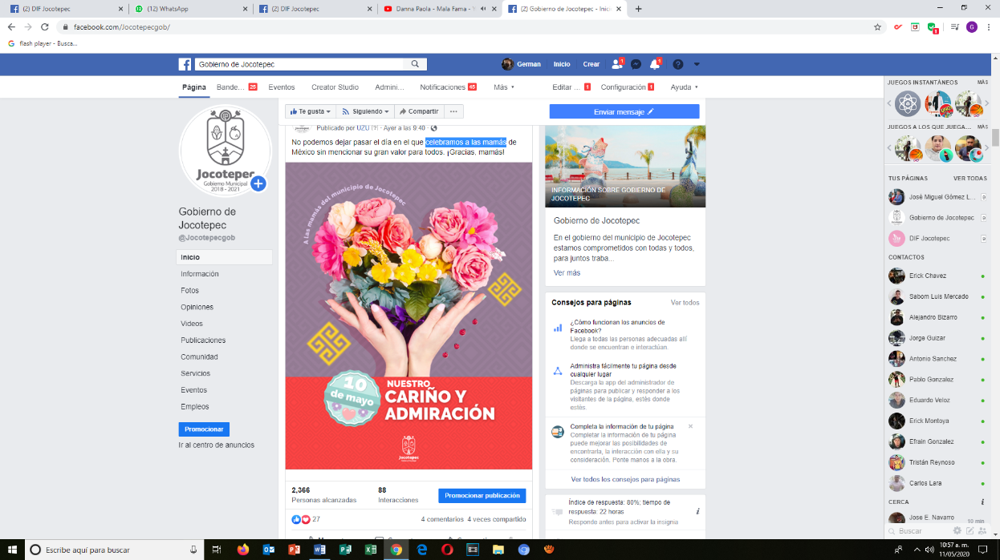 (2) DIF Jocotepec
(12) WhatsApp
(2) DIF Jocotepec
Danna Paola - Mala Fama -
(2) Gobierno de Jocotepec - Inici
facebook.com/Jocotepecgob/
flash player - Busca...
Gobierno de Jocotepec
German
Inicio
Crear
1
1
Página
Bande... 25
Eventos
Creator Studio
Admini...
Notificaciones 45
Más
Editar ... 1
Configuración 1
Ayuda
Te gusta
Siguiendo
Compartir
...
Enviar mensaje
Jocotepec
Gobierno Municipal
2018 - 2021
Gobierno de
Jocotepec
@Jocotepecgob
Inicio
Información
Fotos
Opiniones
Videos
Publicaciones
Comunidad
Servicios
Eventos
Empleos
Promocionar
Ir al centro de anuncios
Publicado por UZU [?] · Ayer a las 9:40 ·
No podemos dejar pasar el día en el que celebramos a las mamás de
México sin mencionar su gran valor para todos. ¡Gracias, mamás!
A las mamás del municipio de Jocotepec
10
de mayo
NUESTRO
CARIÑO Y
ADMIRACIÓN
Jocotepec
2,366
Personas alcanzadas
88
Interacciones
Promocionar publicación
27
4 comentarios 4 veces compartido
INFORMACIÓN SOBRE GOBIERNO DE
JOCOTEPEC
Gobierno de Jocotepec
En el gobierno del municipio de Jocotepec
estamos comprometidos con todas y todos,
para juntos traba...
Ver más
Consejos para páginas
Ver todos
¿Cómo funcionan los anuncios de
Facebook?
Llega a todas las personas adecuadas allí
donde se encuentran e interactúan.
Administra fácilmente tu página desde
cualquier lugar
Descarga la app del administrador de
páginas para publicar y responder a los
visitantes de la página, estés donde
estés.
Completa la información de tu página
Completar la información de tu página
puede mejorar las posibilidades de
encontrarla, la interacción con ella y su
consideración. Ponte manos a la obra.
Ver todos los consejos para páginas
Índice de respuesta: 80%; tiempo de
respuesta: 22 horas
Responde antes para activar la insignia
JUEGOS INSTANTÁNEOS
MÁS
JUEGOS A LOS QUE JUEGA...
MÁS
TUS PÁGINAS
VER TODAS
José Miguel Gómez L...
Gobierno de Jocotepec
DIF Jocotepec
CONTACTOS
Erick Chavez
Sabom Luis Mercado
Alejandro Bizarro
Jorge Guizar
Antonio Sanchez
Pablo Gonzalez
Eduardo Veloz
Erick Montoya
Efraín Gonzalez
Tristán Reynoso
Carlos Lara
CERCA
Jose E. Navarro
10 min
Buscar
Escribe aquí para buscar
10:57 a. m.
11/05/2020